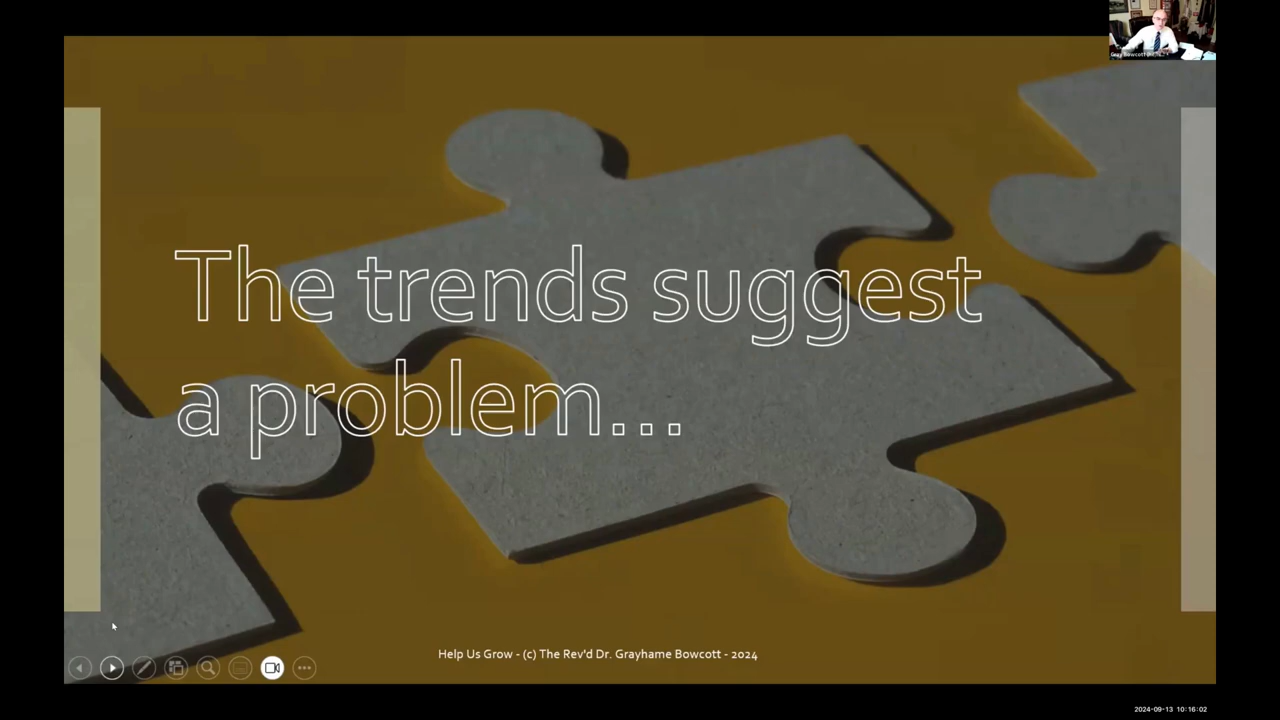 The trends suggest
a problem...
Help Us Grow - (c) The Rev'd Dr. Grayhame Bowcott - 2024
2024-09-13 10:16:02